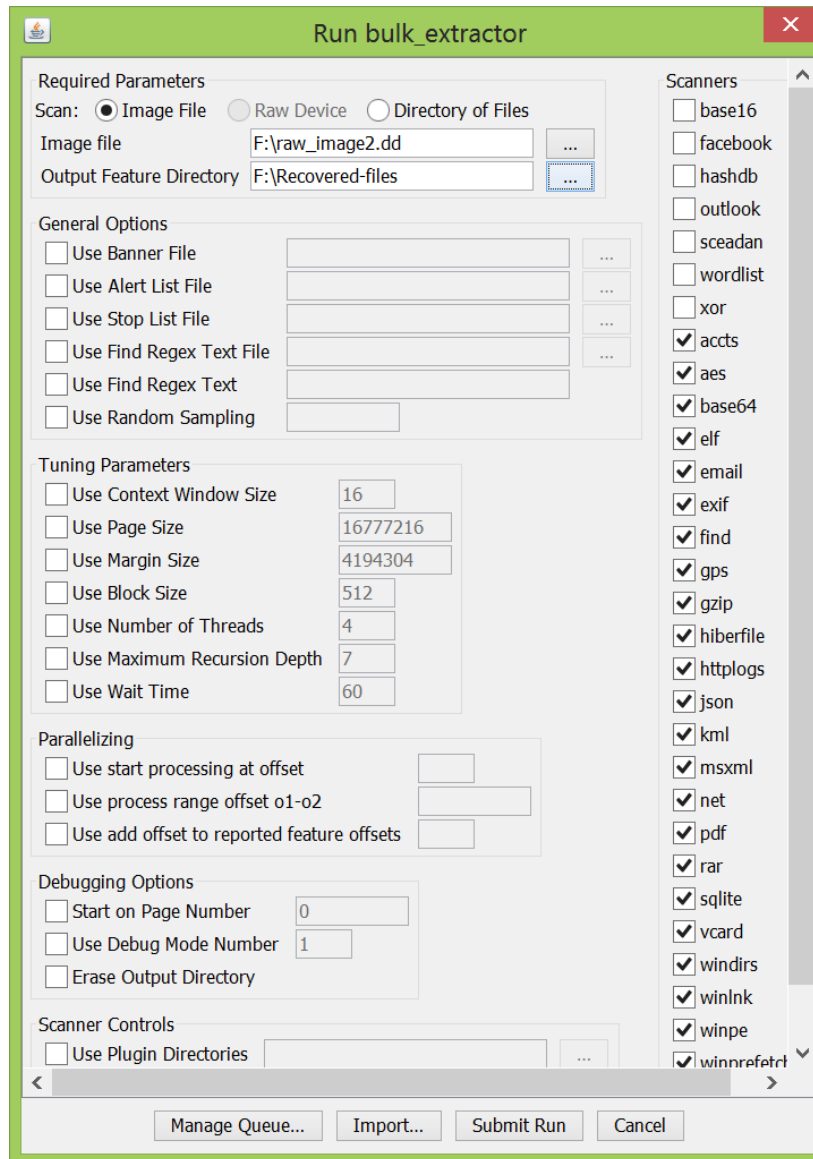 Run bulk_extractor
Required Parameters
Scan: Image File Raw Device Directory of Files
Image file F:\raw_image2.dd ...
Output Feature Directory F:\Recovered-files ...
General Options
Use Banner File ...
Use Alert List File ...
Use Stop List File ...
Use Find Regex Text File ...
Use Find Regex Text
Use Random Sampling
Tuning Parameters
Use Context Window Size 16
Use Page Size 16777216
Use Margin Size 4194304
Use Block Size 512
Use Number of Threads 4
Use Maximum Recursion Depth 7
Use Wait Time 60
Parallelizing
Use start processing at offset
Use process range offset o1-o2
Use add offset to reported feature offsets
Debugging Options
Start on Page Number 0
Use Debug Mode Number 1
Erase Output Directory
Scanner Controls
Use Plugin Directories ...
Scanners
base16
facebook
hashdb
outlook
sceadan
wordlist
xor
accts
aes
base64
elf
email
exif
find
gps
gzip
hiberfile
httplogs
json
kml
msxml
net
pdf
rar
sqlite
vcard
windirs
winlnk
winpe
winprefetch
Manage Queue... Import... Submit Run Cancel